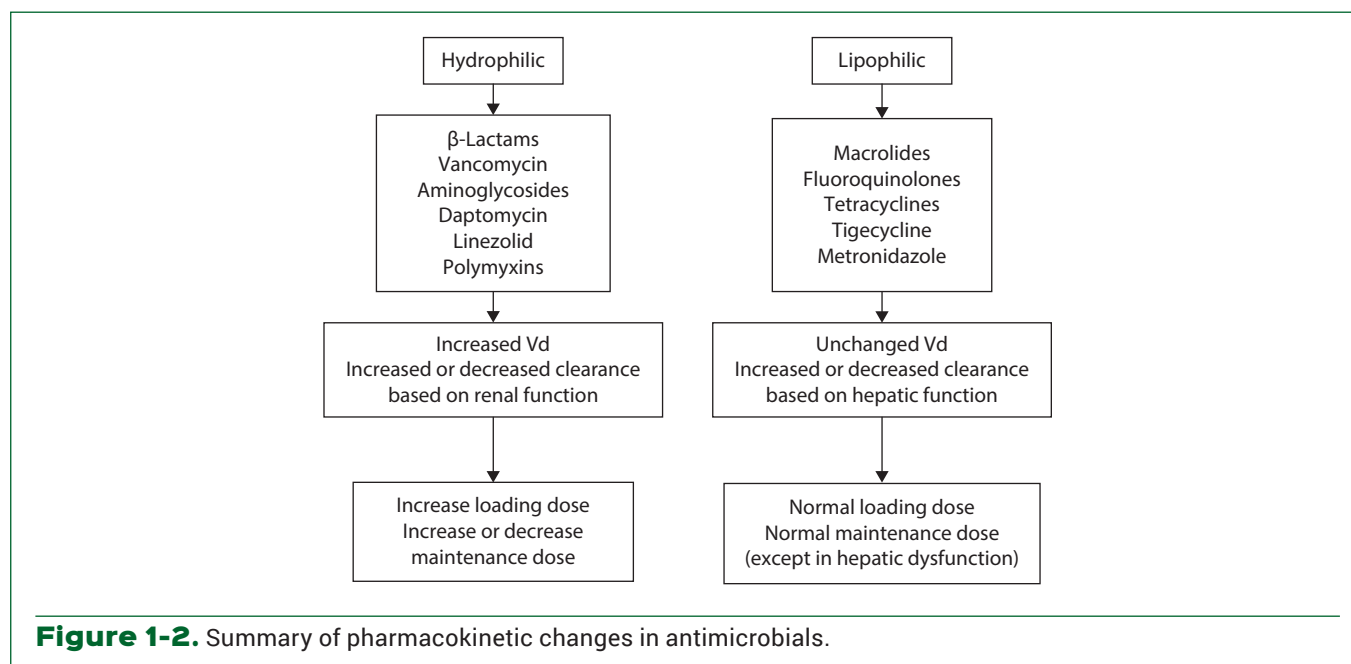 Hydrophilic
β-Lactams
Vancomycin
Aminoglycosides
Daptomycin
Linezolid
Polymyxins
Increased Vd
Increased or decreased clearance
based on renal function
Increase loading dose
Increase or decrease
maintenance dose
Lipophilic
Macrolides
Fluoroquinolones
Tetracyclines
Tigecycline
Metronidazole
Unchanged Vd
Increased or decreased clearance
based on hepatic function
Normal loading dose
Normal maintenance dose
(except in hepatic dysfunction)
Figure 1-2. Summary of pharmacokinetic changes in antimicrobials.